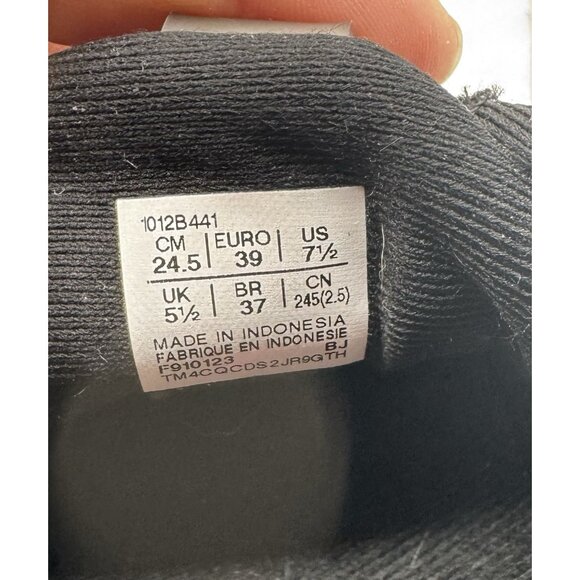 1012B441
CM | EURO | US
24.5 | 39 | 7½
UK | BR | CN
5½ | 37 | 245(2.5)
MADE IN INDONESIA
FABRIQUE EN INDONÉSIE
F910123 BJ
TM4CQCDS2JR9GTH